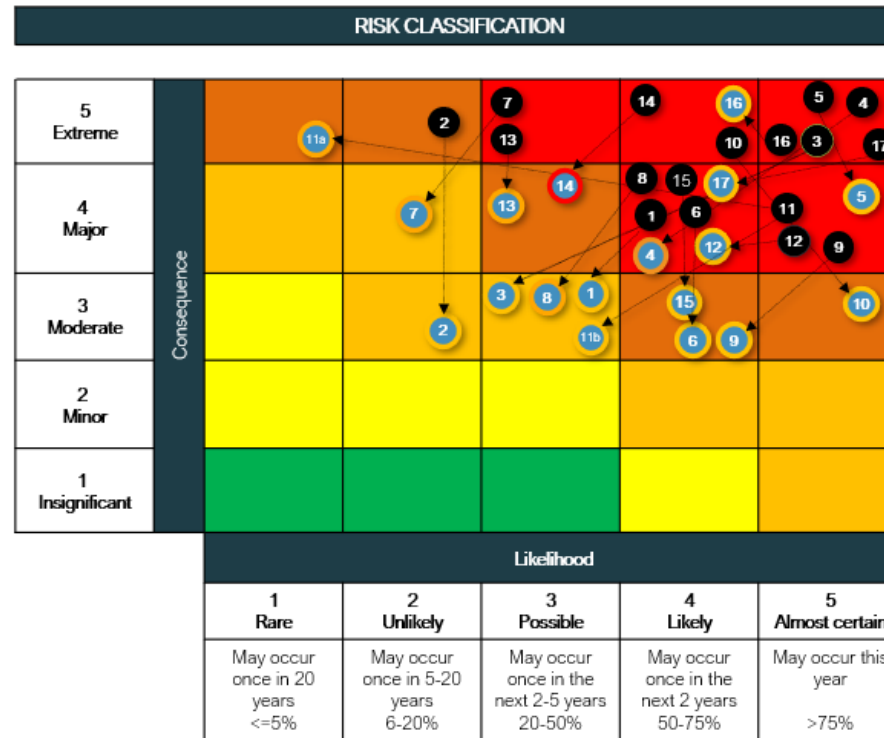 RISK CLASSIFICATION
5
Extreme
4
Major
3
Moderate
2
Minor
1
Insignificant
Consequence
7
14
16
5
4
2
11a
13
10
16
3
17
14
8
15
17
5
7
13
1
6
11
4
12
12
9
3
8
1
15
10
2
11b
6
9
Likelihood
1
Rare
2
Unlikely
3
Possible
4
Likely
5
Almost certain
May occur
once in 20
years
<=5%
May occur
once in 5-20
years
6-20%
May occur
once in the
next 2-5 years
20-50%
May occur
once in the
next 2 years
50-75%
May occur this
year
>75%